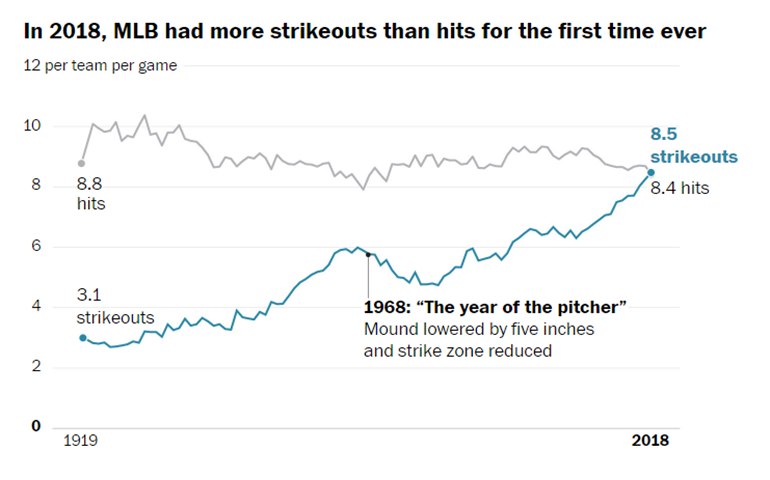 In 2018, MLB had more strikeouts than hits for the first time ever
12 per team per game
10
8.5
strikeouts
8.8
hits
8
8.4 hits
6
3.1
strikeouts
4
1968: “The year of the pitcher”
Mound lowered by five inches
and strike zone reduced
2
0
1919
2018